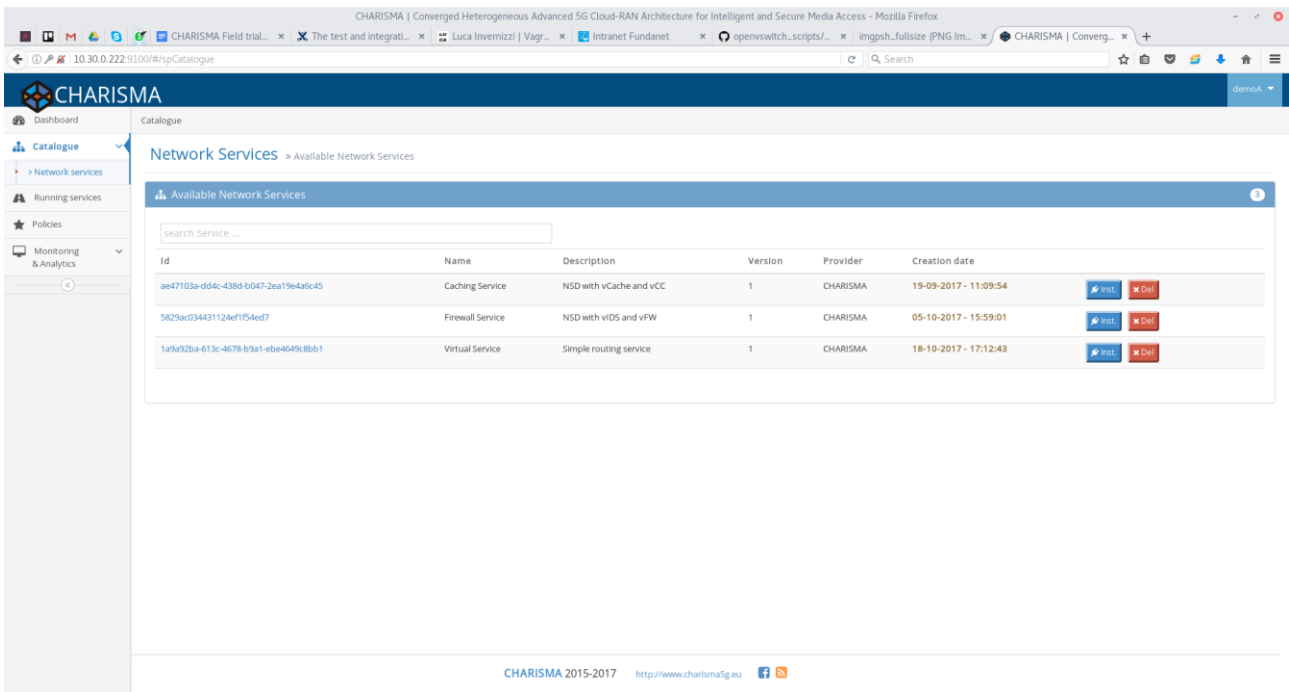 CHARISMA | Converged Heterogeneous Advanced 5G Cloud-RAN Architecture for Intelligent and Secure Media Access - Mozilla Firefox
CHARISMA Field trial... The test and integrati... Luca Invernizzi | Vagr... Intranet Fundanet openvswitch_scripts/... imgpsh_fullsize (PNG Im... CHARISMA | Converg...
10.30.0.222:9100/#/spCatalogue Search
CHARISMA demoA
Dashboard Catalogue
Catalogue
Network Services » Available Network Services
› Network services
Available Network Services 3
Running services
Policies
search Service ...
Monitoring
& Analytics
Id Name Description Version Provider Creation date
ae47103a-dd4c-438d-b047-2ea19e4a6c45 Caching Service NSD with vCache and vCC 1 CHARISMA 19-09-2017 - 11:09:54 Inst. Del
5829ac034431124ef1f54ed7 Firewall Service NSD with vIDS and vFW 1 CHARISMA 05-10-2017 - 15:59:01 Inst. Del
1a9a92ba-613c-4678-b9a1-ebe4649c8bb1 Virtual Service Simple routing service 1 CHARISMA 18-10-2017 - 17:12:43 Inst. Del
CHARISMA 2015-2017 http://www.charisma5g.eu